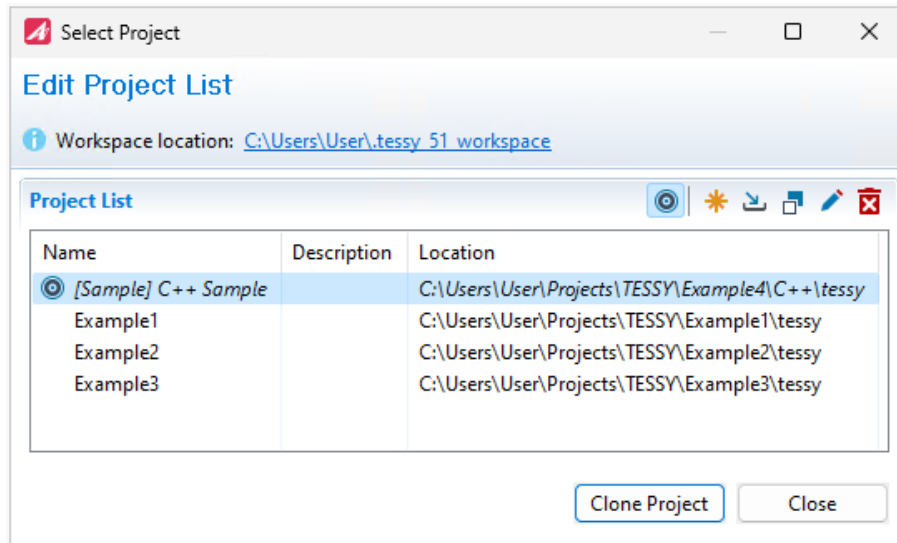 Select Project
Edit Project List
Workspace location: C:\Users\User\.tessy_51_workspace
Project List
Name Description Location
[Sample] C++ Sample C:\Users\User\Projects\TESSY\Example4\C++\tessy
Example1 C:\Users\User\Projects\TESSY\Example1\tessy
Example2 C:\Users\User\Projects\TESSY\Example2\tessy
Example3 C:\Users\User\Projects\TESSY\Example3\tessy
Clone Project Close